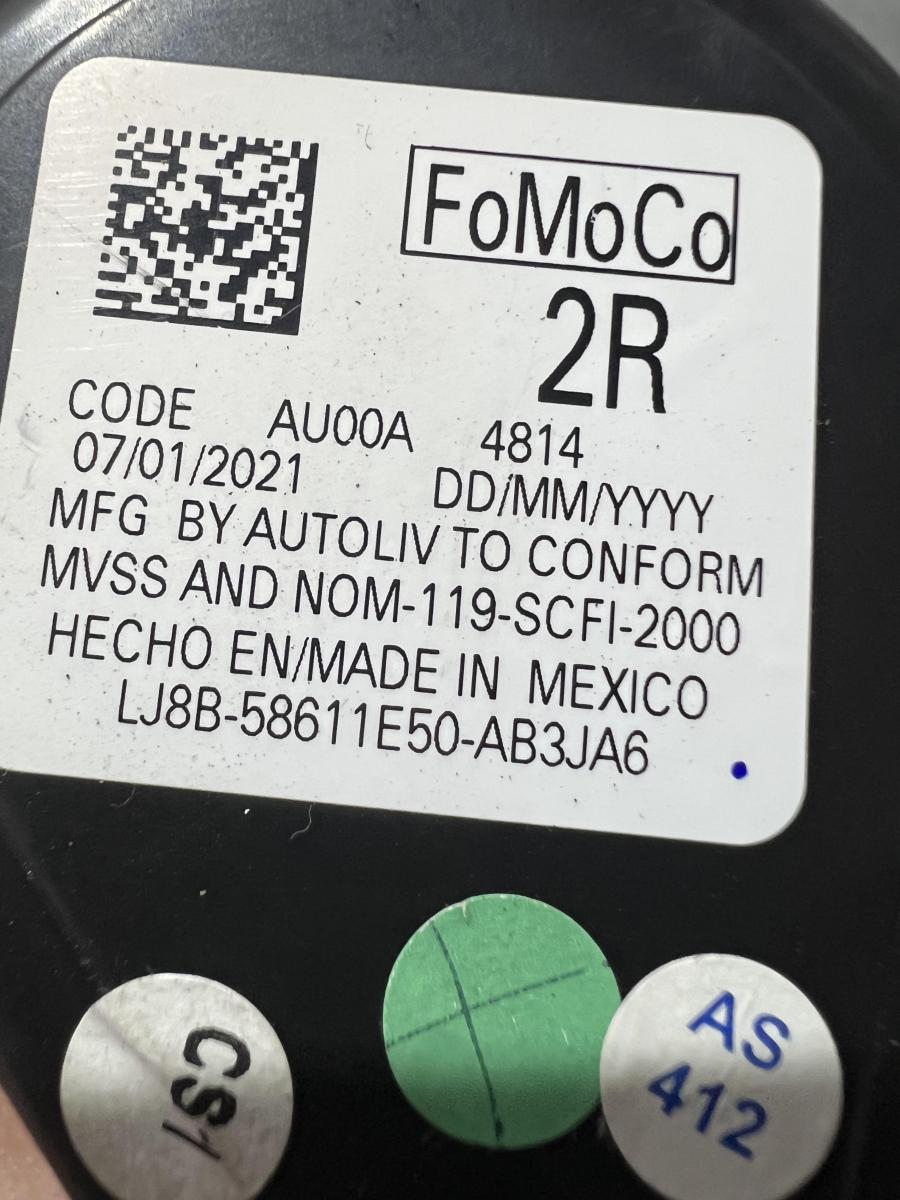 FoMoCo
2R
CODE AU00A 4814
07/01/2021 DD/MM/YYYY
MFG BY AUTOLIV TO CONFORM
MVSS AND NOM-119-SCFI-2000
HECHO EN/MADE IN MEXICO
LJ8B-58611E50-AB3JA6
CS1
AS
412